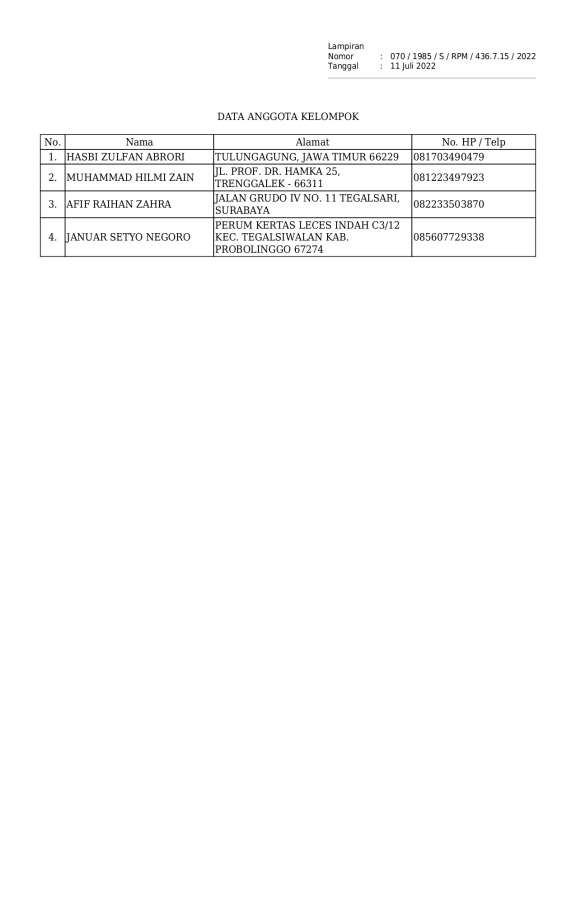 Lampiran
Nomor : 070 / 1985 / S / RPM / 436.7.15 / 2022
Tanggal : 11 Juli 2022
DATA ANGGOTA KELOMPOK
No. Nama Alamat No. HP / Telp
1. HASBI ZULFAN ABRORI TULUNGAGUNG, JAWA TIMUR 66229 081703490479
2. MUHAMMAD HILMI ZAIN JL. PROF. DR. HAMKA 25,
TRENGGALEK - 66311 081223497923
3. AFIF RAIHAN ZAHRA JALAN GRUDO IV NO. 11 TEGALSARI,
SURABAYA 082233503870
4. JANUAR SETYO NEGORO PERUM KERTAS LECES INDAH C3/12
KEC. TEGALSIWALAN KAB.
PROBOLINGGO 67274 085607729338